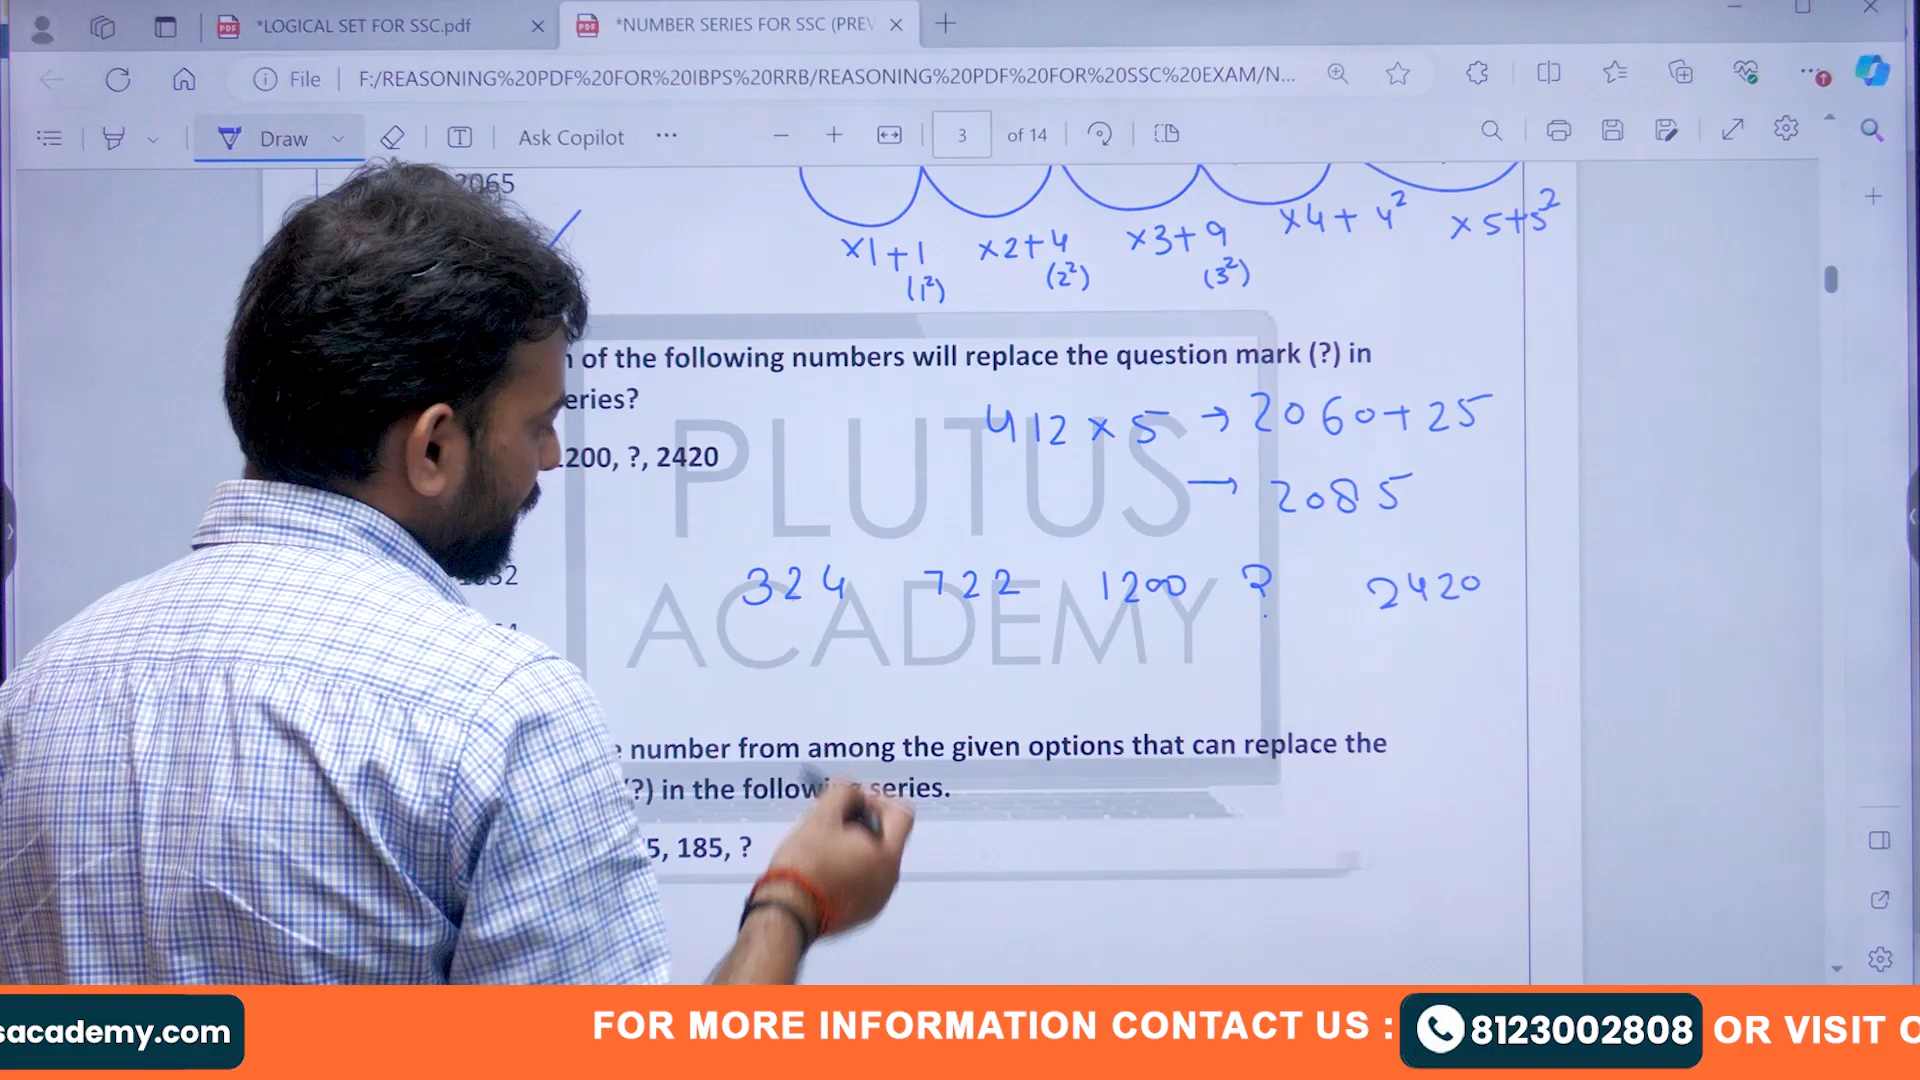 *LOGICAL SET FOR SSC.pdf
*NUMBER SERIES FOR SSC (PREV
File
F:/REASONING%20PDF%20FOR%20IBPS%20RRB/REASONING%20PDF%20FOR%20SSC%20EXAM/N...
Draw
Ask Copilot
3 of 14
2065
×1+1 ×2+4 ×3+9 ×4+4² ×5+5²
(1²) (2²) (3²)
of the following numbers will replace the question mark (?) in
eries?
412×5 → 2060+25
200, ?, 2420
→ 2085
324 722 1200 ? 2420
PLUTUS
ACADEMY
number from among the given options that can replace the
(?) in the following series.
5, 185, ?
sacademy.com
FOR MORE INFORMATION CONTACT US :
8123002808
OR VISIT